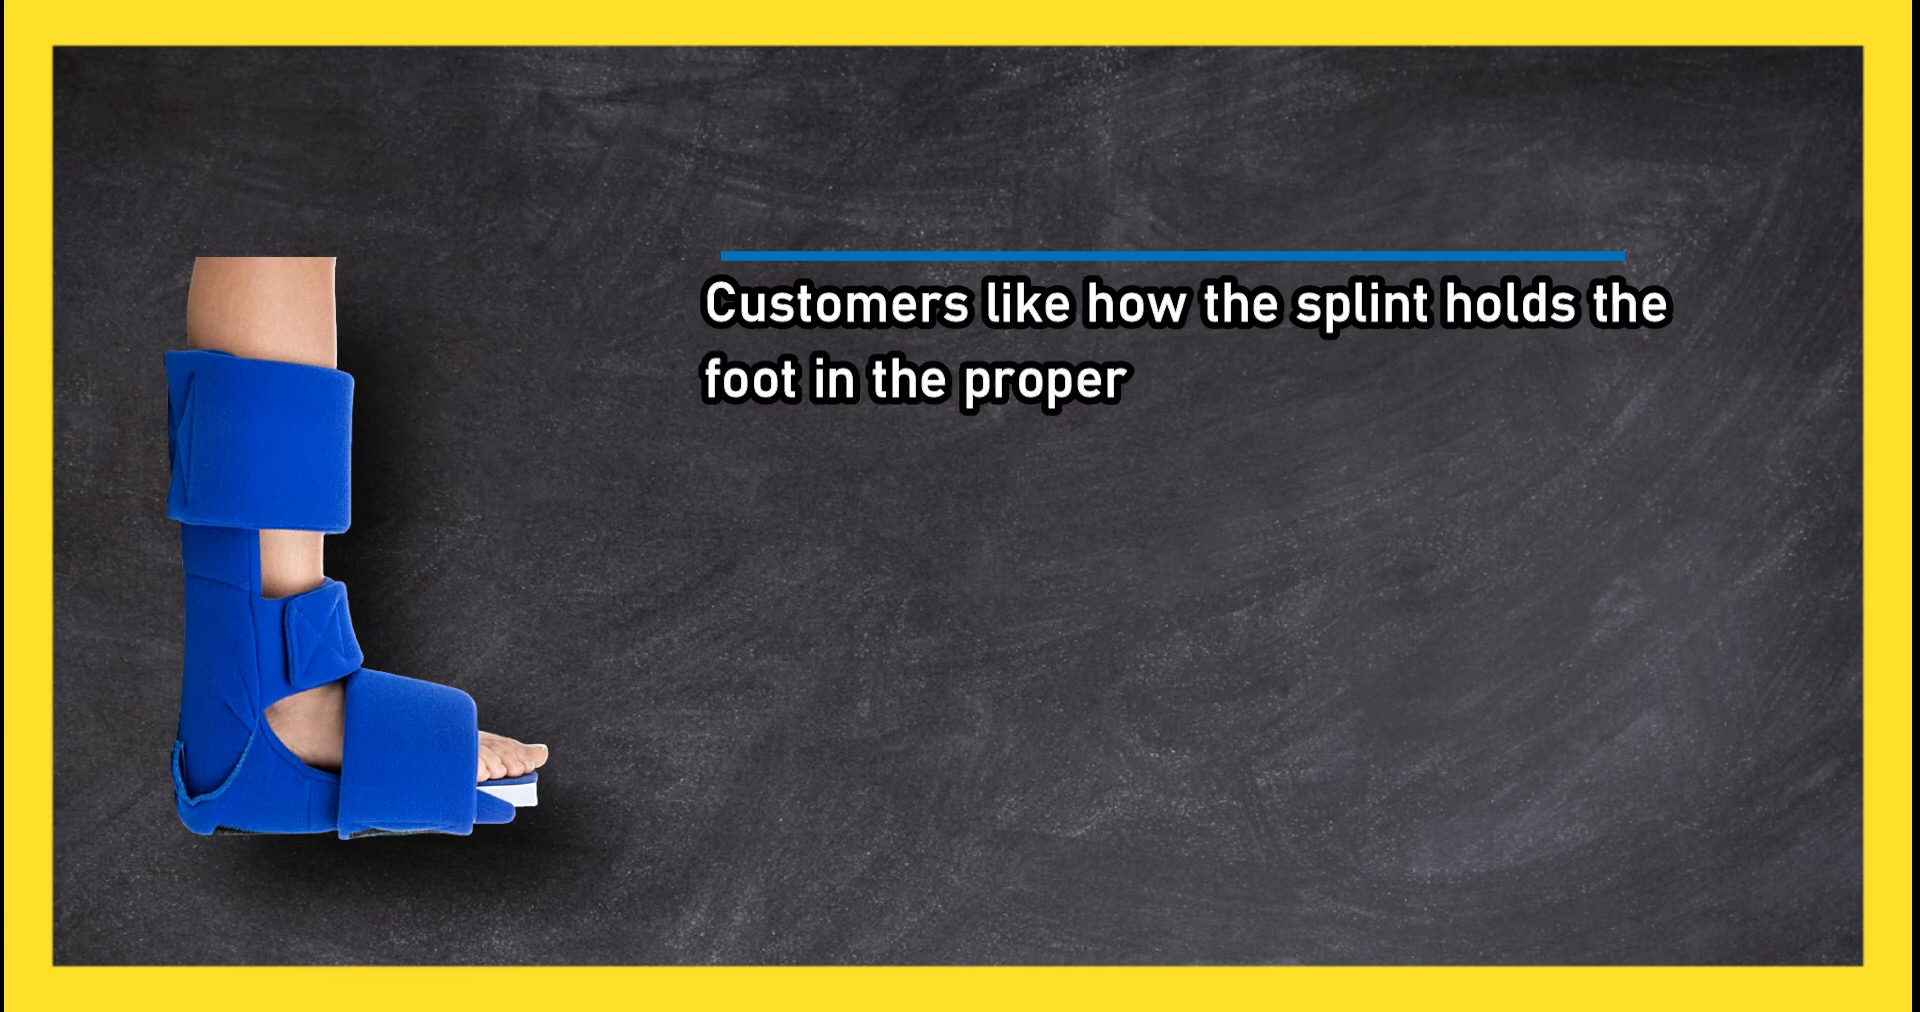 Customers like how the splint holds the
foot in the proper